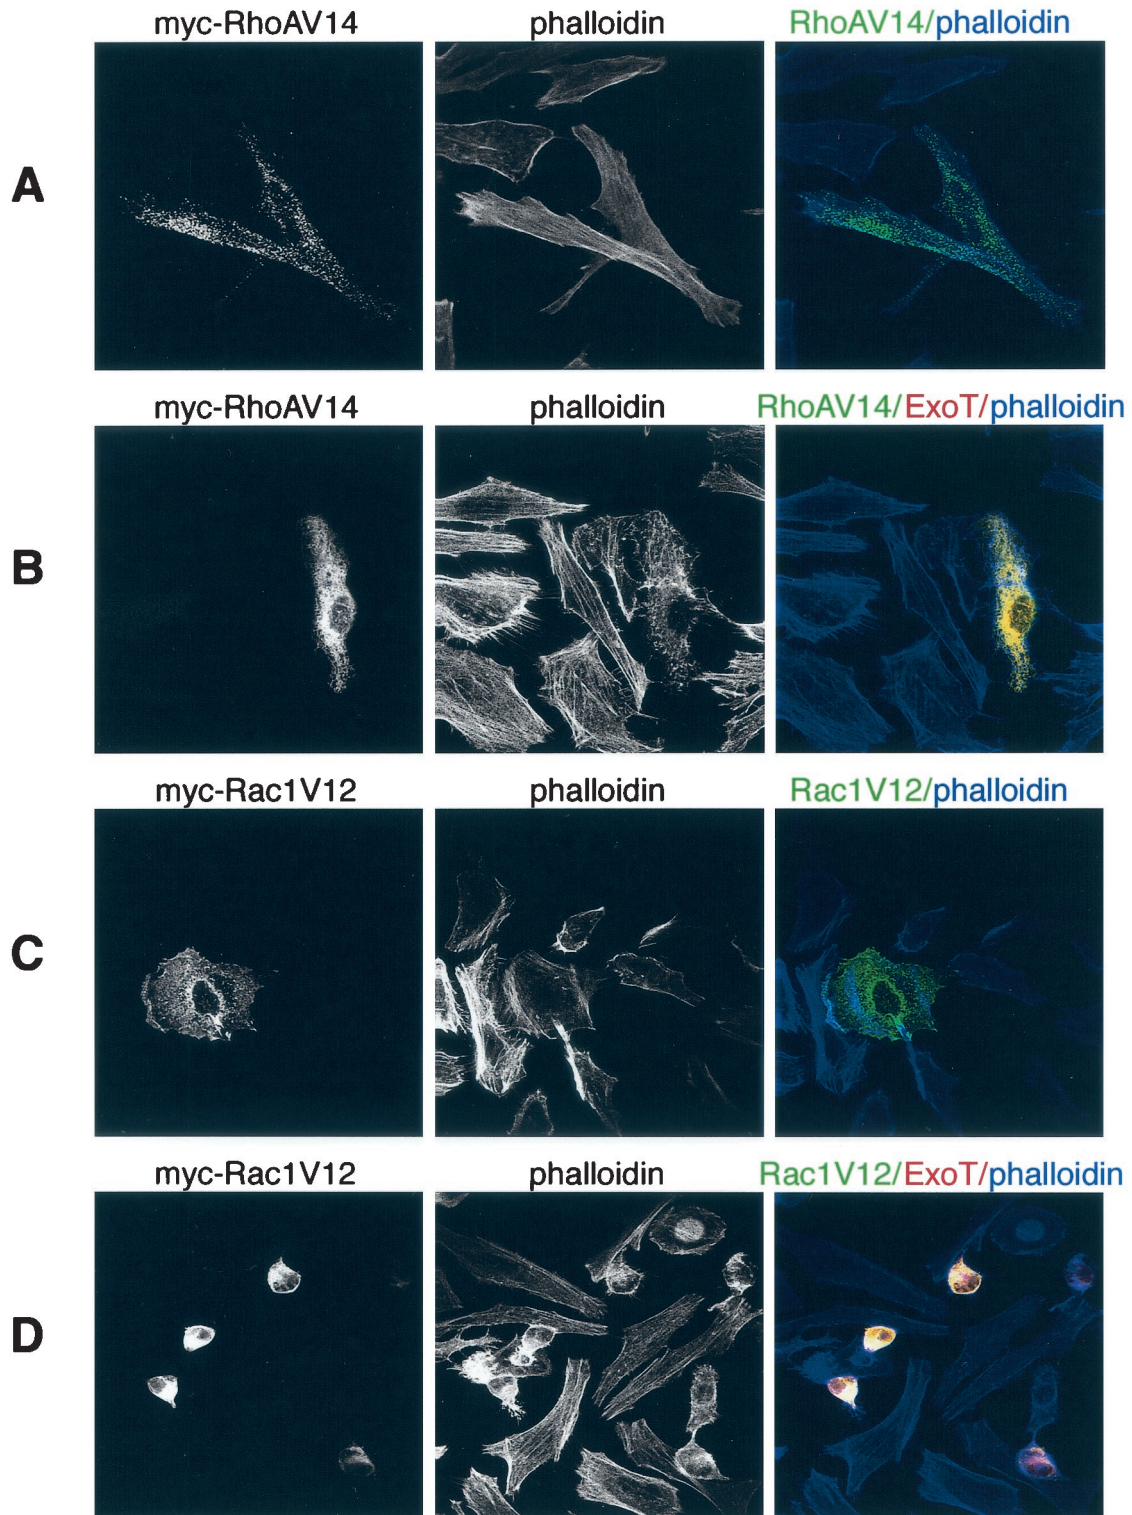 myc-RhoAV14 phalloidin RhoAV14/phalloidin
A
myc-RhoAV14 phalloidin RhoAV14/ExoT/phalloidin
B
myc-Rac1V12 phalloidin Rac1V12/phalloidin
C
myc-Rac1V12 phalloidin Rac1V12/ExoT/phalloidin
D